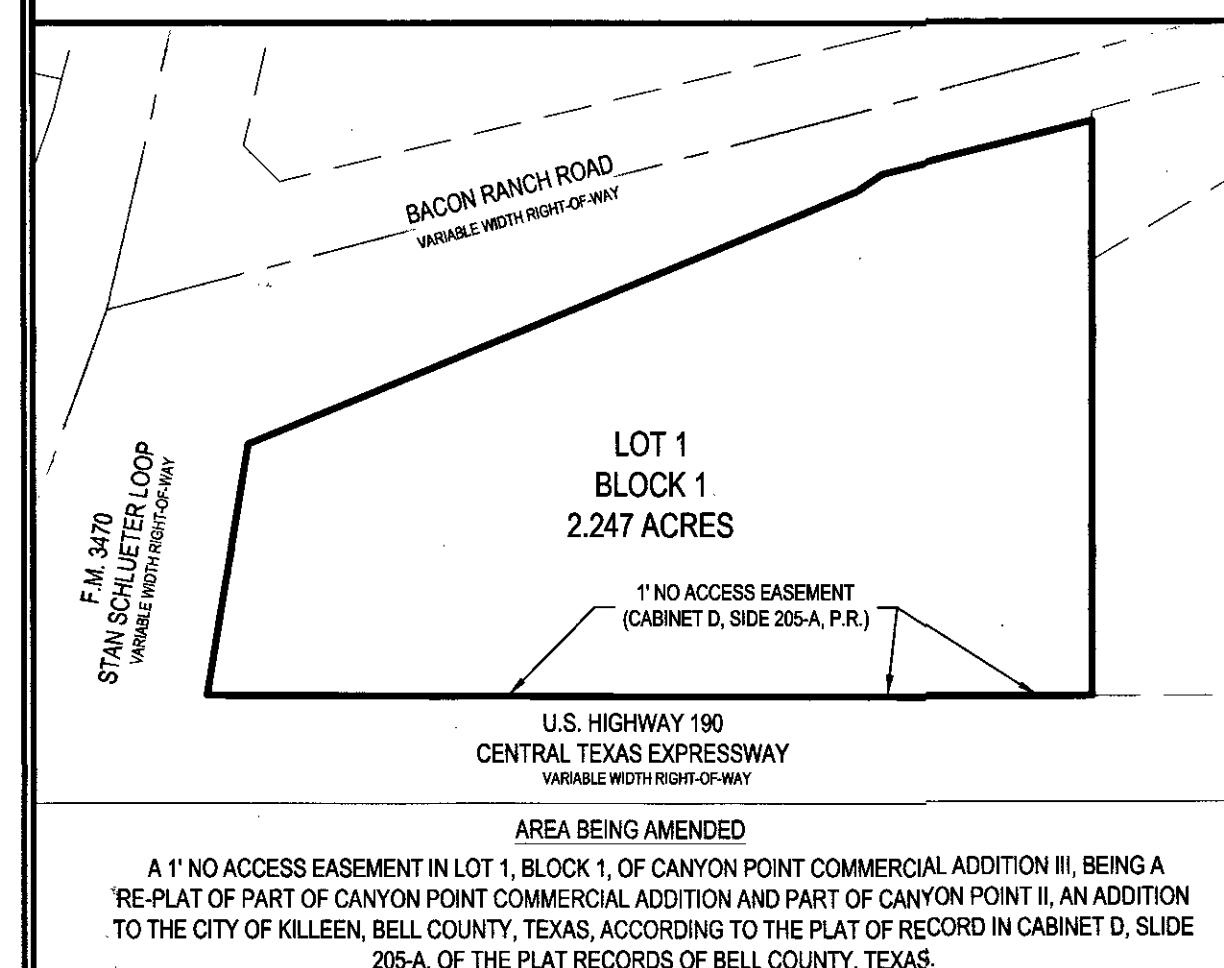 BACON RANCH ROAD
VARIABLE WIDTH RIGHT-OF-WAY
F.M. 3470
STAN SCHLUETER LOOP
VARIABLE WIDTH RIGHT-OF-WAY
LOT 1
BLOCK 1
2.247 ACRES
1' NO ACCESS EASEMENT
(CABINET D, SIDE 205-A, P.R.)
U.S. HIGHWAY 190
CENTRAL TEXAS EXPRESSWAY
VARIABLE WIDTH RIGHT-OF-WAY
AREA BEING AMENDED
A 1' NO ACCESS EASEMENT IN LOT 1, BLOCK 1, OF CANYON POINT COMMERCIAL ADDITION III, BEING A
RE-PLAT OF PART OF CANYON POINT COMMERCIAL ADDITION AND PART OF CANYON POINT II, AN ADDITION
TO THE CITY OF KILLEEN, BELL COUNTY, TEXAS, ACCORDING TO THE PLAT OF RECORD IN CABINET D, SLIDE
205-A, OF THE PLAT RECORDS OF BELL COUNTY, TEXAS.